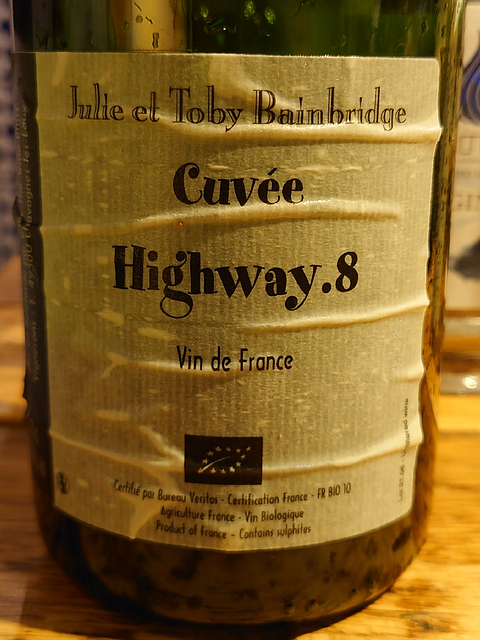 Julie et Toby Bainbridge
Cuvée
Highway.8
Vin de France
Certifié par Bureau Veritas - Certification France - FR BIO 10
Agriculture France - Vin Biologique
Product of France - Contains sulphites